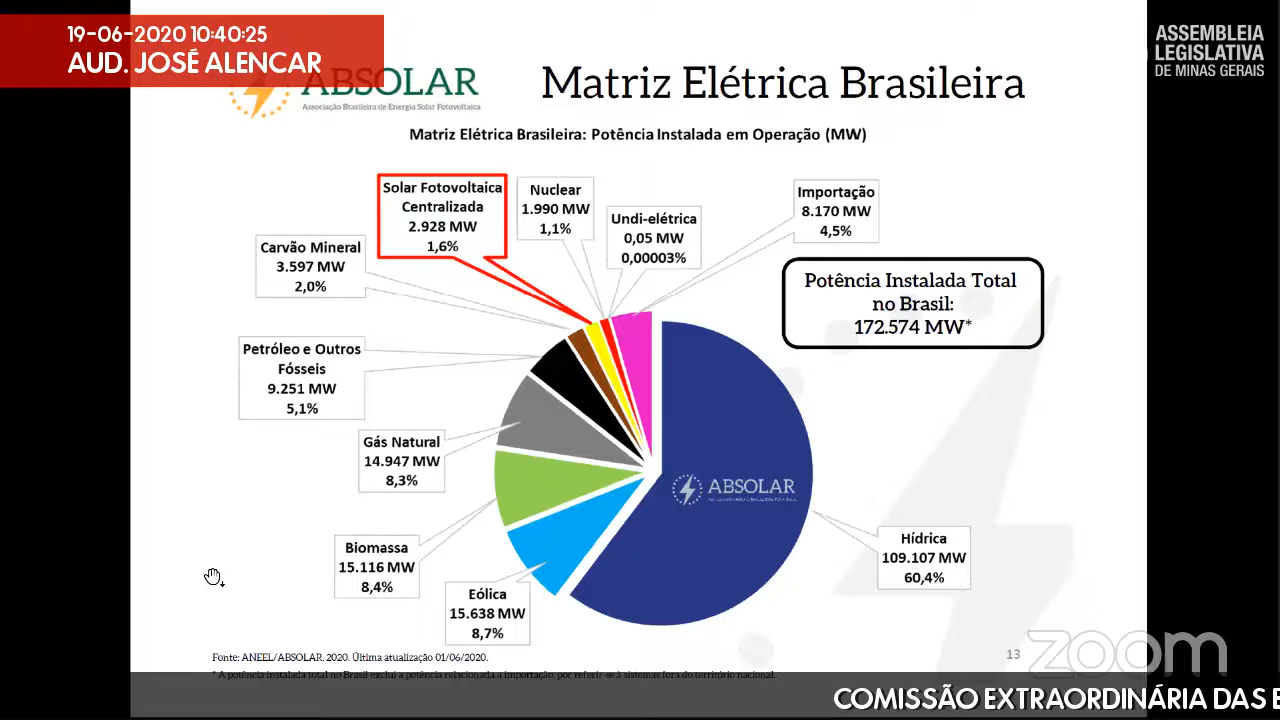 19-06-2020 10:40:25
AUD. JOSÉ ALENCAR
ASSEMBLEIA
LEGISLATIVA
DE MINAS GERAIS
ABSOLAR
Associação Brasileira de Energia Solar Fotovoltaica
Matriz Elétrica Brasileira
Matriz Elétrica Brasileira: Potência Instalada em Operação (MW)
Solar Fotovoltaica
Centralizada
2.928 MW
1,6%
Nuclear
1.990 MW
1,1%
Undi-elétrica
0,05 MW
0,00003%
Importação
8.170 MW
4,5%
Carvão Mineral
3.597 MW
2,0%
Potência Instalada Total
no Brasil:
172.574 MW*
Petróleo e Outros
Fósseis
9.251 MW
5,1%
Gás Natural
14.947 MW
8,3%
ABSOLAR
Hídrica
109.107 MW
60,4%
Biomassa
15.116 MW
8,4%
Eólica
15.638 MW
8,7%
Fonte: ANEEL/ABSOLAR, 2020. Última atualização 01/06/2020.
13
zoom
* A potência instalada total no Brasil exclui a potência relacionada a importação, por referir-se à sistemas fora do território nacional.
COMISSÃO EXTRAORDINÁRIA DAS E